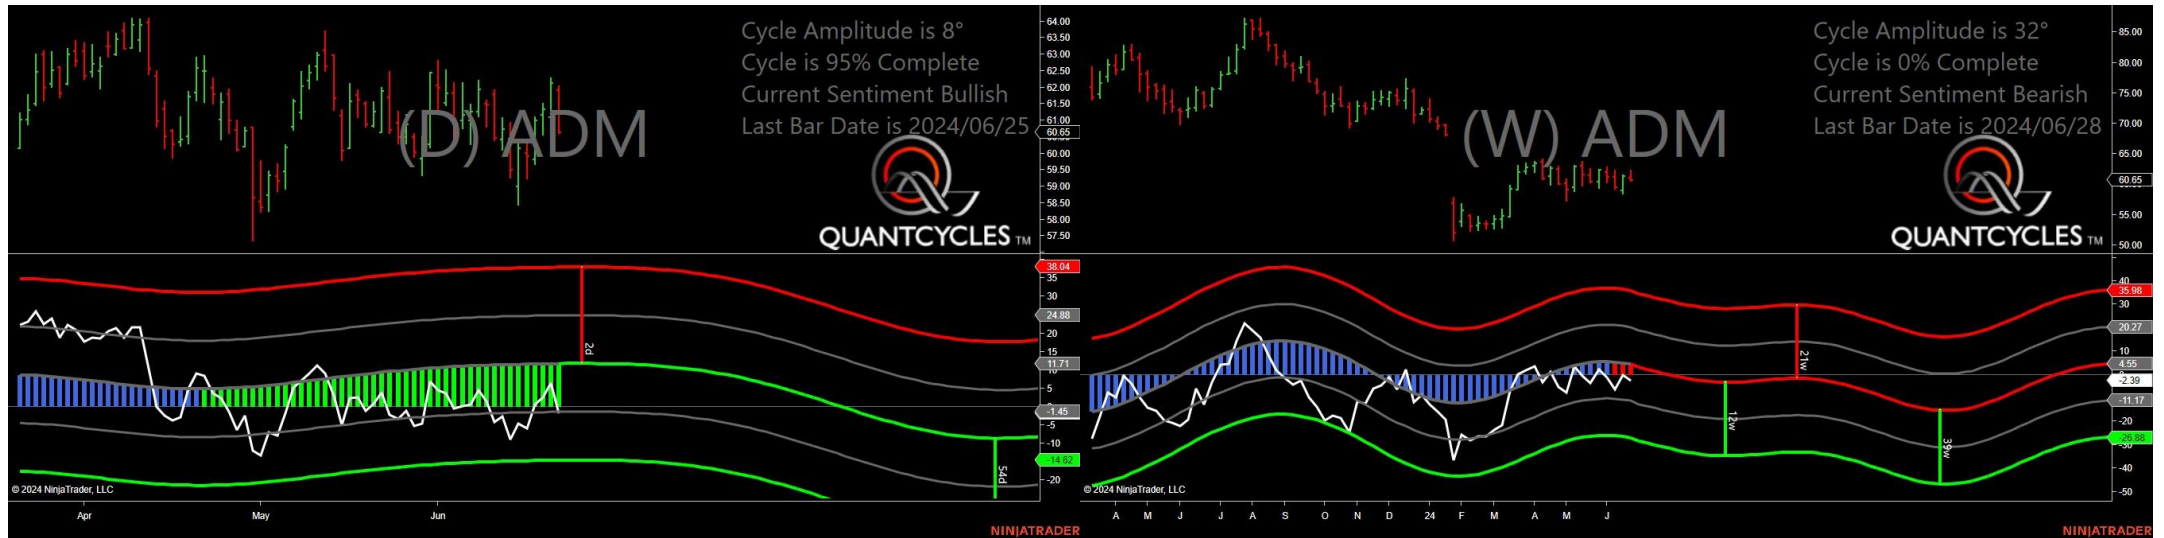 Cycle Amplitude is 8°
Cycle is 95% Complete
Current Sentiment Bullish
Last Bar Date is 2024/06/25
(D) ADM
QUANTCYCLES TM
64.00
63.50
63.00
62.50
62.00
61.50
60.65
60.00
59.50
59.00
58.50
58.00
57.50
38.04
35
30
24.88
20
15
11.71
5
0
-1.45
-5
-10
-14.62
-20
2d
54d
© 2024 NinjaTrader, LLC
Apr
May
Jun
NINJATRADER
Cycle Amplitude is 32°
Cycle is 0% Complete
Current Sentiment Bearish
Last Bar Date is 2024/06/28
(W) ADM
QUANTCYCLES TM
85.00
80.00
75.00
70.00
65.00
60.65
55.00
50.00
40
35.98
30
20.27
10
4.55
-2.39
-11.17
-20
-26.88
-40
-50
21w
12w
39w
© 2024 NinjaTrader, LLC
A M J J A S O N D 24 F M A M J
NINJATRADER